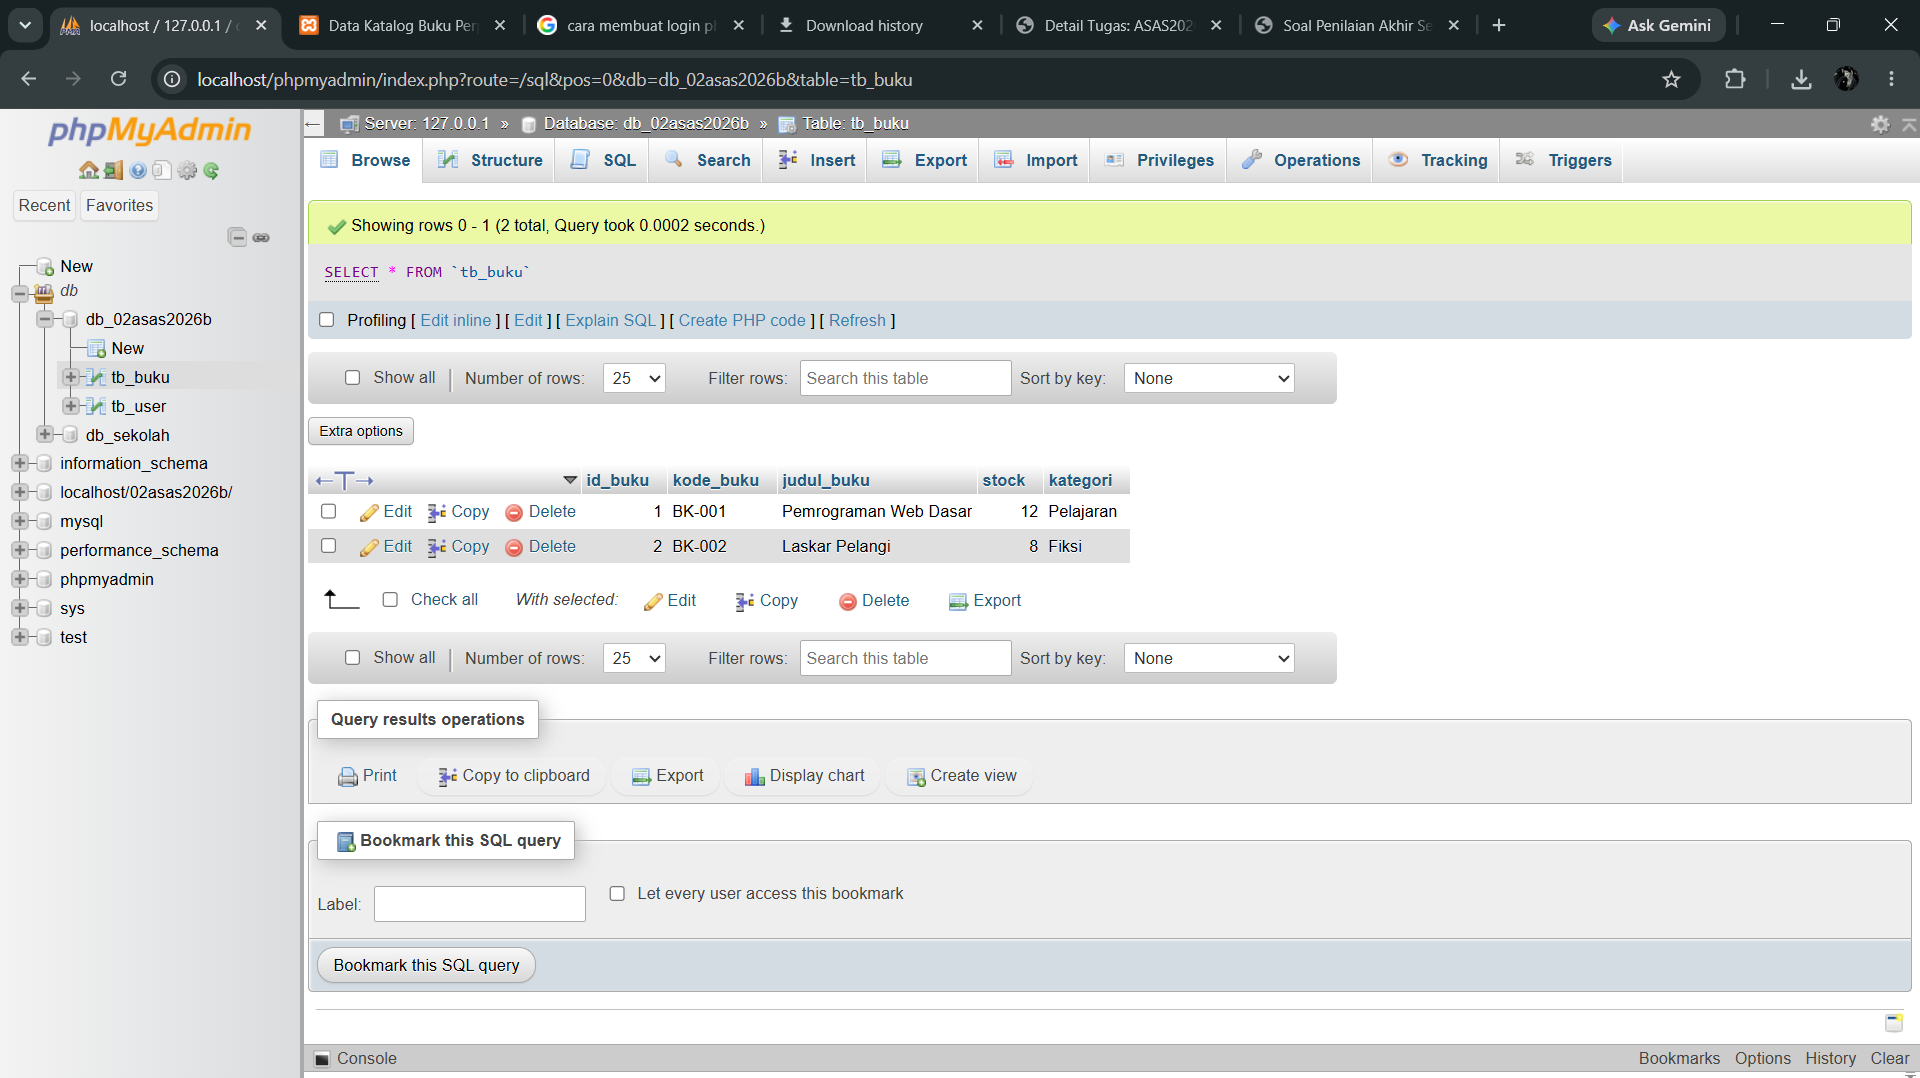 localhost / 127.0.0.1 /
Data Katalog Buku Per
cara membuat login p
Download history
Detail Tugas: ASAS202
Soal Penilaian Akhir Se
Ask Gemini
localhost/phpmyadmin/index.php?route=/sql&pos=0&db=db_02asas2026b&table=tb_buku
phpMyAdmin
Recent
Favorites
New
db
db_02asas2026b
New
tb_buku
tb_user
db_sekolah
information_schema
localhost/02asas2026b/
mysql
performance_schema
phpmyadmin
sys
test
Server: 127.0.0.1 » Database: db_02asas2026b » Table: tb_buku
Browse Structure SQL Search Insert Export Import Privileges Operations Tracking Triggers
Showing rows 0 - 1 (2 total, Query took 0.0002 seconds.)
SELECT * FROM `tb_buku`
Profiling [ Edit inline ] [ Edit ] [ Explain SQL ] [ Create PHP code ] [ Refresh ]
Show all Number of rows: 25 Filter rows: Search this table Sort by key: None
Extra options
id_buku kode_buku judul_buku stock kategori
Edit Copy Delete 1 BK-001 Pemrograman Web Dasar 12 Pelajaran
Edit Copy Delete 2 BK-002 Laskar Pelangi 8 Fiksi
Check all With selected: Edit Copy Delete Export
Show all Number of rows: 25 Filter rows: Search this table Sort by key: None
Query results operations
Print Copy to clipboard Export Display chart Create view
Bookmark this SQL query
Label: Let every user access this bookmark
Bookmark this SQL query
Console Bookmarks Options History Clear